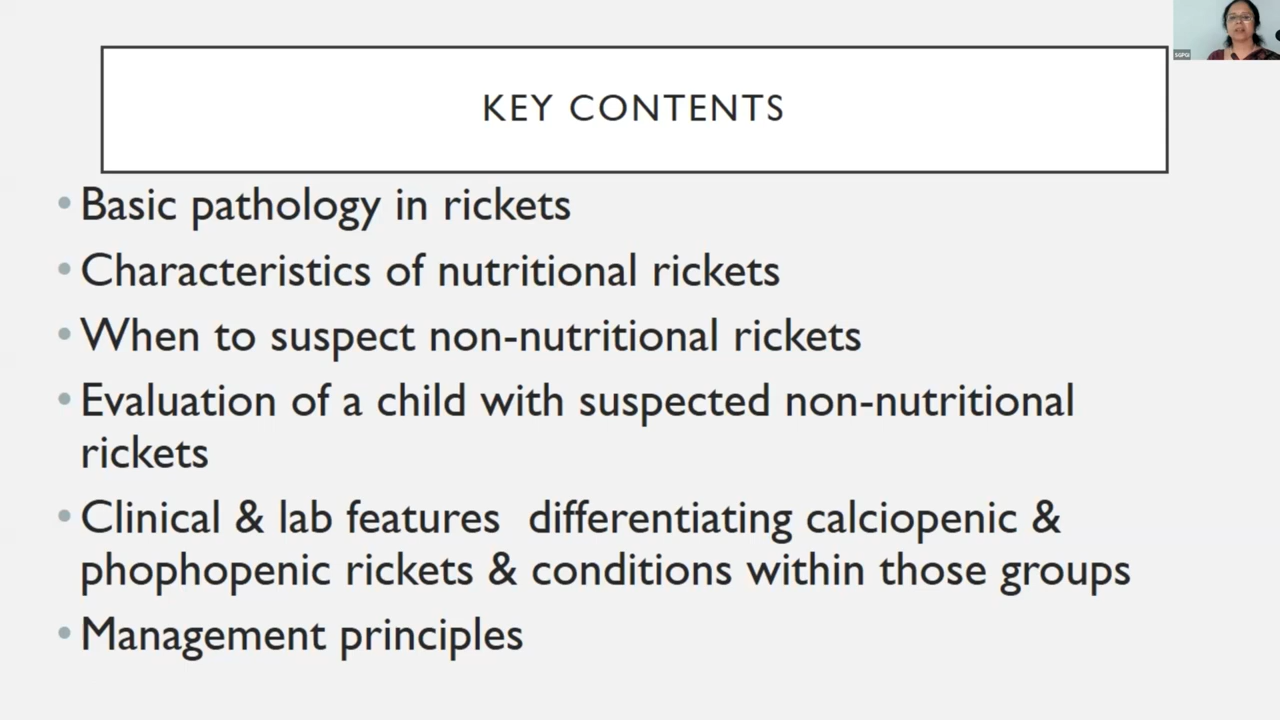 KEY CONTENTS
• Basic pathology in rickets
• Characteristics of nutritional rickets
• When to suspect non-nutritional rickets
• Evaluation of a child with suspected non-nutritional
rickets
• Clinical & lab features differentiating calciopenic &
phophopenic rickets & conditions within those groups
• Management principles
SGPGI